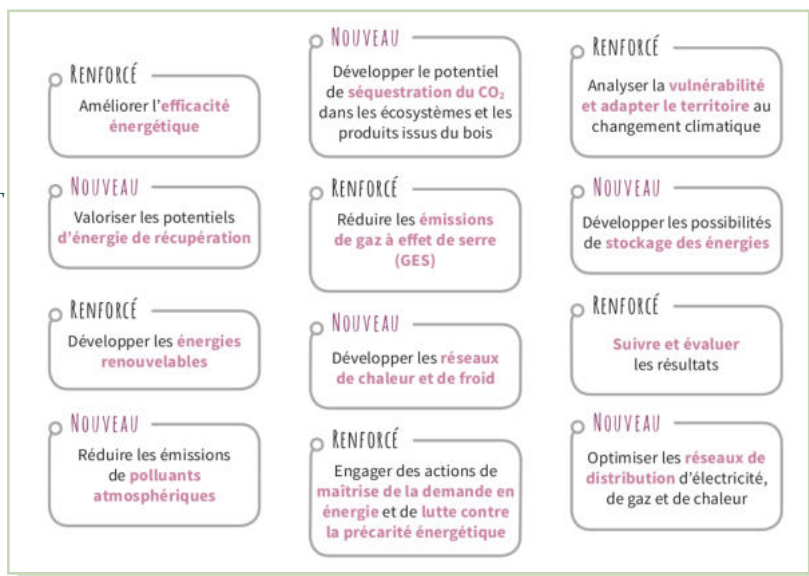 RENFORCÉ
Améliorer l'efficacité
énergétique
NOUVEAU
Valoriser les potentiels
d'énergie de récupération
RENFORCÉ
Développer les énergies
renouvelables
NOUVEAU
Réduire les émissions
de polluants
atmosphériques
NOUVEAU
Développer le potentiel
de séquestration du CO₂
dans les écosystèmes et les
produits issus du bois
RENFORCÉ
Réduire les émissions
de gaz à effet de serre
(GES)
NOUVEAU
Développer les réseaux
de chaleur et de froid
RENFORCÉ
Engager des actions de
maîtrise de la demande en
énergie et de lutte contre
la précarité énergétique
RENFORCÉ
Analyser la vulnérabilité
et adapter le territoire au
changement climatique
NOUVEAU
Développer les possibilités
de stockage des énergies
RENFORCÉ
Suivre et évaluer
les résultats
NOUVEAU
Optimiser les réseaux de
distribution d'électricité,
de gaz et de chaleur